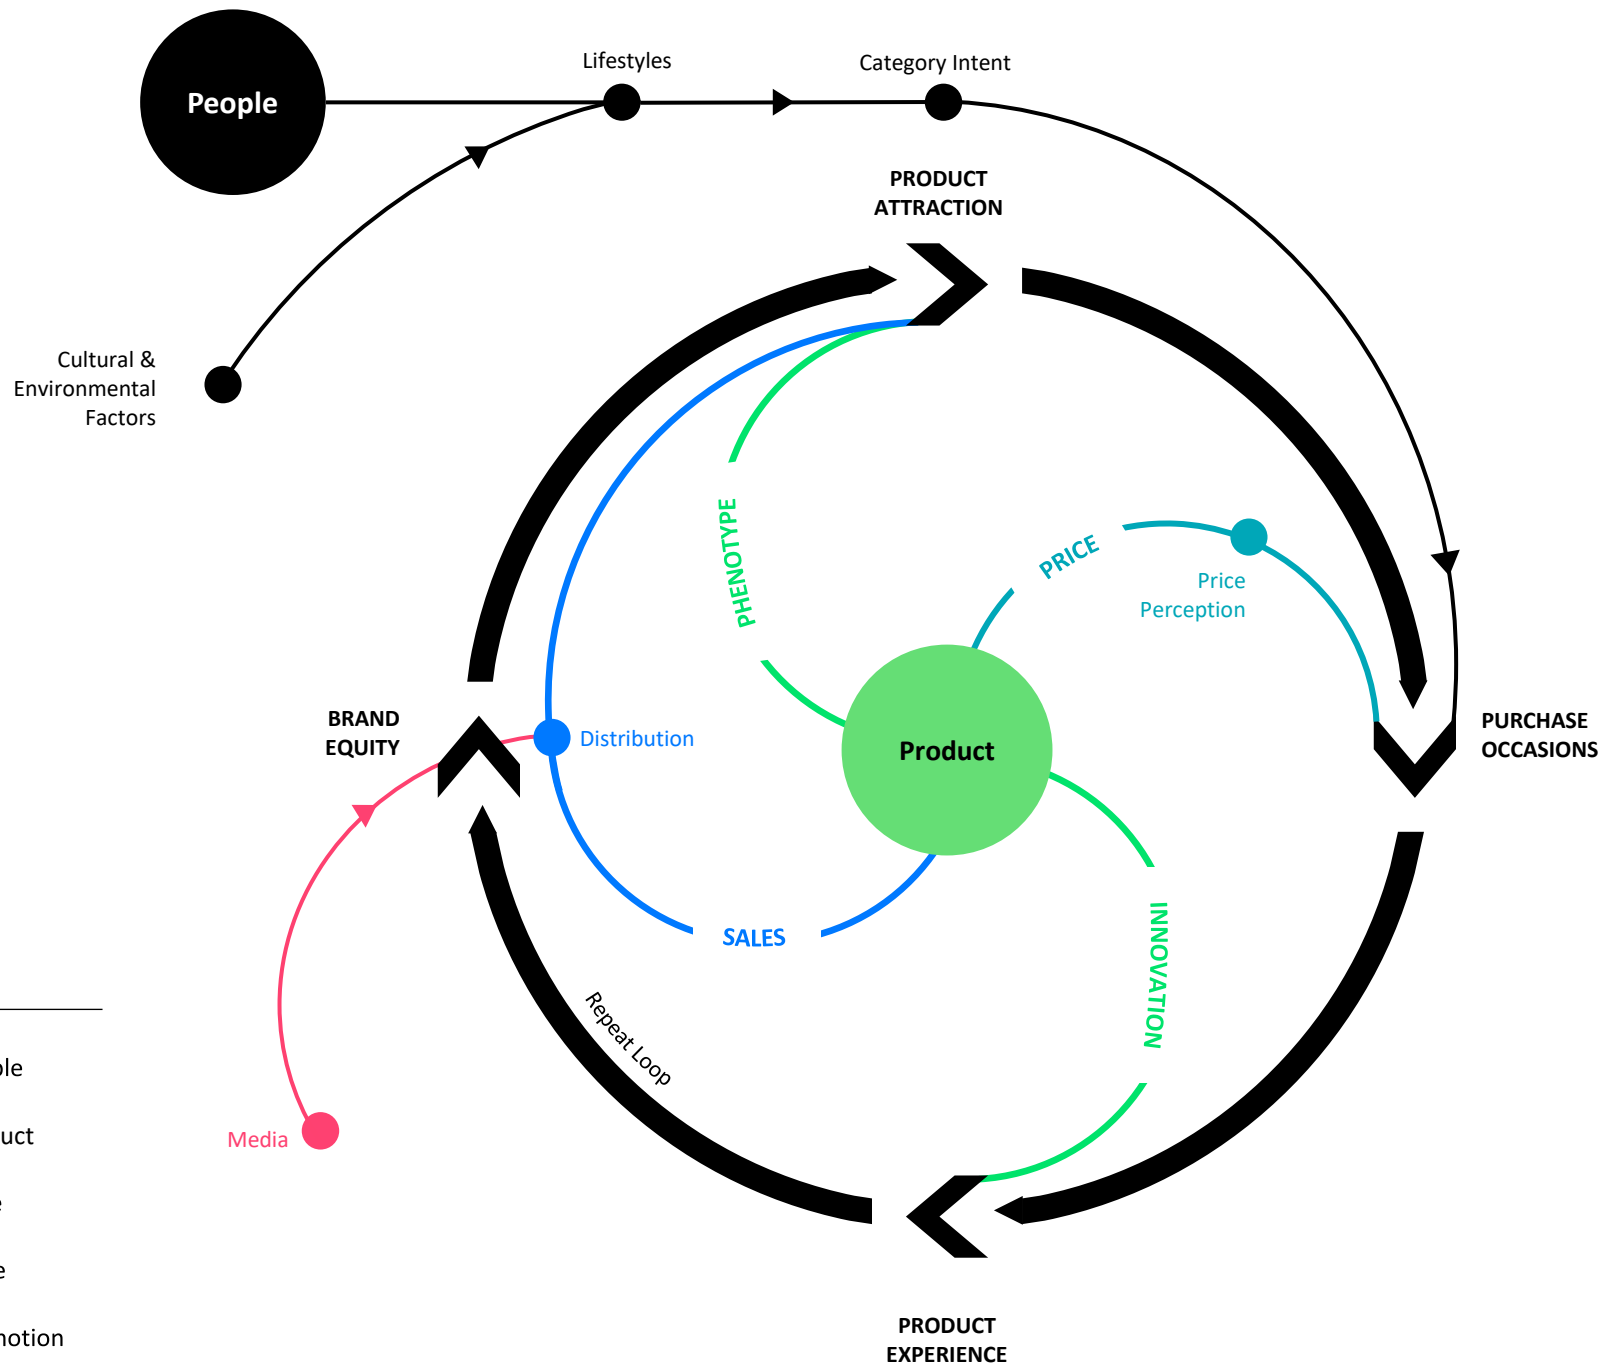 People
Lifestyles
Category Intent
PRODUCT
ATTRACTION
Cultural &
Environmental
Factors
PHENOTYPE
PRICE
Price
Perception
BRAND
EQUITY
Distribution
Product
PURCHASE
OCCASIONS
SALES
INNOVATION
Repeat Loop
Media
PRODUCT
EXPERIENCE